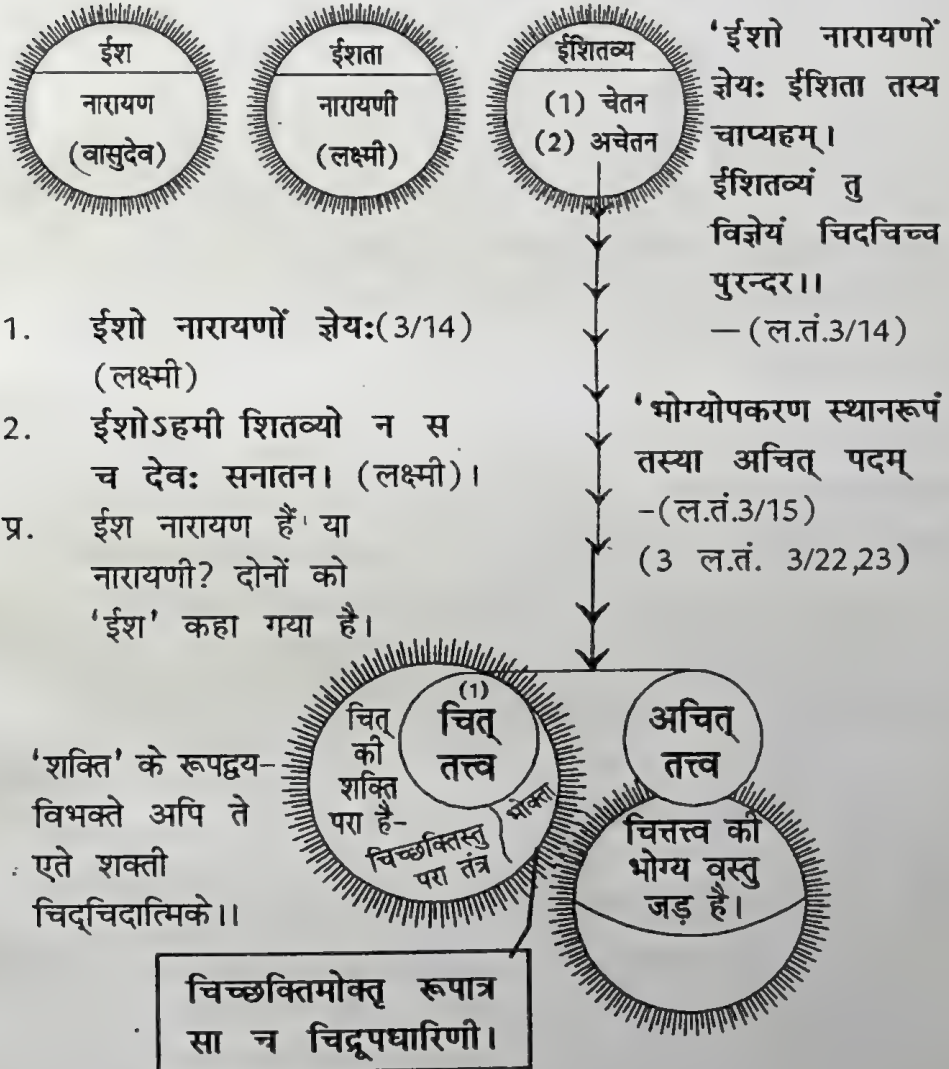 ईश
नारायण
(वासुदेव)
ईशता
नारायणी
(लक्ष्मी)
ईशितव्य
(1) चेतन
(2) अचेतन
'ईशो नारायणों
ज्ञेय: ईशिता तस्य
चाप्यहम्।
ईशितव्यं तु
विज्ञेयं चिदचिच्च
पुरन्दर।।
— (ल.तं.3/14)
1. ईशो नारायणों ज्ञेय:(3/14)
(लक्ष्मी)
2. ईशोऽहमी शितव्यो न स
च देव: सनातन। (लक्ष्मी)।
प्र. ईश नारायण हैं या
नारायणी? दोनों को
'ईश' कहा गया है।
'भोग्योपकरण स्थानरूपं
तस्या अचित् पदम्
-(ल.तं.3/15)
(3 ल.तं. 3/22,23)
'शक्ति' के रूपद्वय-
विभक्ते अपि ते
एते शक्ती
चिद्चिदात्मिके।।
चित्
की
शक्ति
परा है-
चिच्छक्तिस्तु
परा तंत्र
भोक्ता
(1)
चित्
तत्त्व
अचित्
तत्त्व
चित्तत्त्व की
भोग्य वस्तु
जड़ है।
चिच्छक्तिमोक्तृ रूपात्र
सा न चिद्रूपधारिणी।